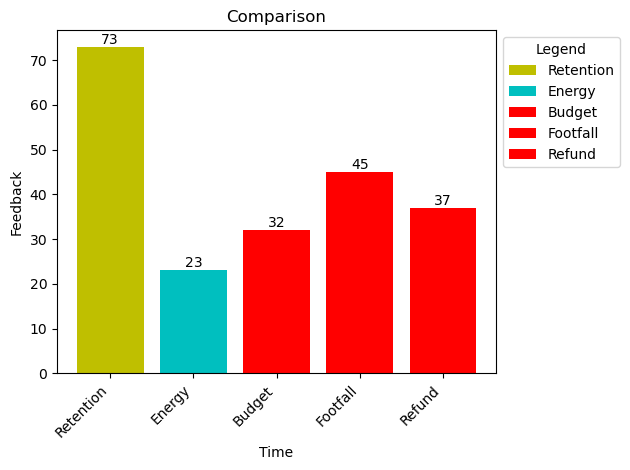 Comparison
Legend
Retention
Energy
Budget
Footfall
Refund
73
23
32
45
37
Feedback
70
60
50
40
30
20
10
0
Retention
Energy
Budget
Footfall
Refund
Time